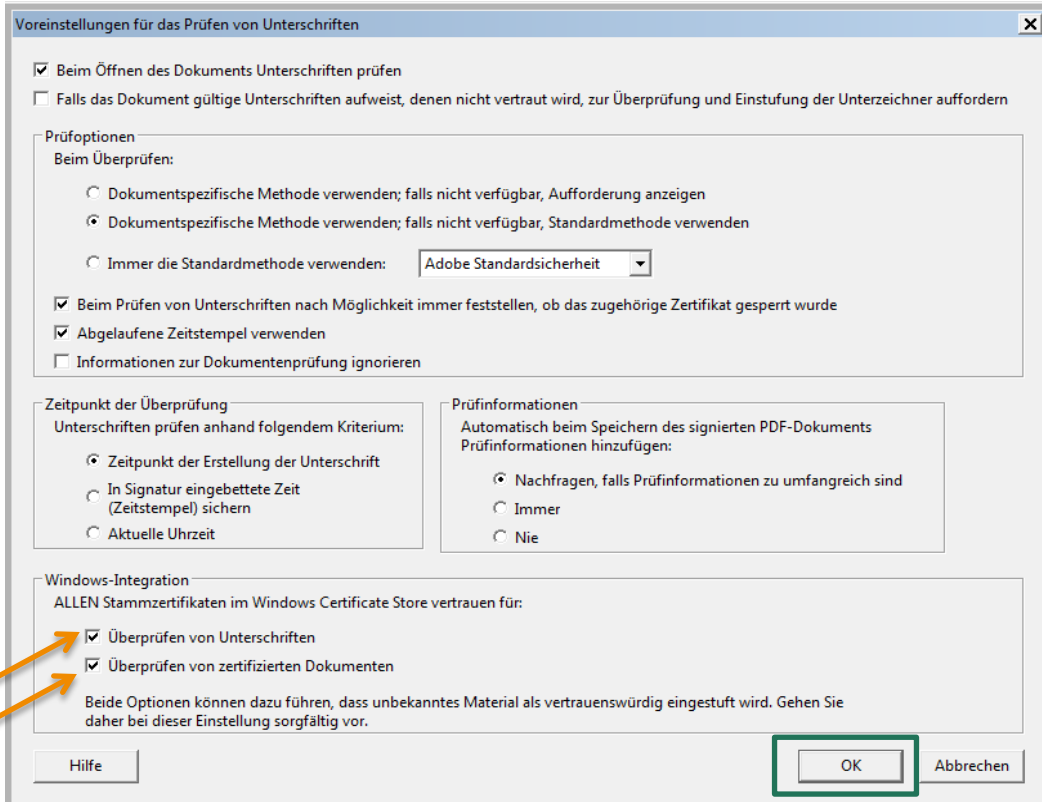 Voreinstellungen für das Prüfen von Unterschriften
Beim Öffnen des Dokuments Unterschriften prüfen
Falls das Dokument gültige Unterschriften aufweist, denen nicht vertraut wird, zur Überprüfung und Einstufung der Unterzeichner auffordern
Prüfoptionen
Beim Überprüfen:
Dokumentspezifische Methode verwenden; falls nicht verfügbar, Aufforderung anzeigen
Dokumentspezifische Methode verwenden; falls nicht verfügbar, Standardmethode verwenden
Immer die Standardmethode verwenden: Adobe Standardsicherheit
Beim Prüfen von Unterschriften nach Möglichkeit immer feststellen, ob das zugehörige Zertifikat gesperrt wurde
Abgelaufene Zeitstempel verwenden
Informationen zur Dokumentenprüfung ignorieren
Zeitpunkt der Überprüfung
Unterschriften prüfen anhand folgendem Kriterium:
Zeitpunkt der Erstellung der Unterschrift
In Signatur eingebettete Zeit
(Zeitstempel) sichern
Aktuelle Uhrzeit
Prüfinformationen
Automatisch beim Speichern des signierten PDF-Dokuments
Prüfinformationen hinzufügen:
Nachfragen, falls Prüfinformationen zu umfangreich sind
Immer
Nie
Windows-Integration
ALLEN Stammzertifikaten im Windows Certificate Store vertrauen für:
Überprüfen von Unterschriften
Überprüfen von zertifizierten Dokumenten
Beide Optionen können dazu führen, dass unbekanntes Material als vertrauenswürdig eingestuft wird. Gehen Sie
daher bei dieser Einstellung sorgfältig vor.
Hilfe
OK
Abbrechen